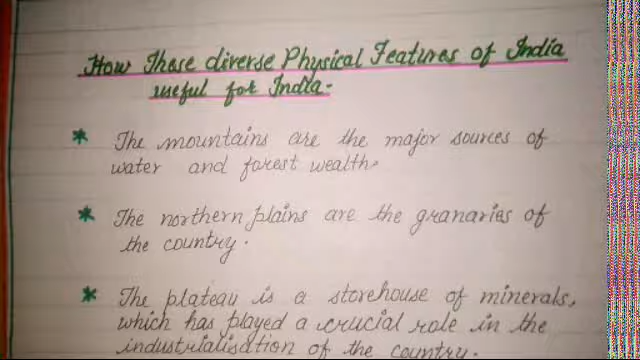 How These diverse Physical Features of India
useful for India.
* The mountains are the major sources of
water and forest wealth.
* The northern plains are the granaries of
the country.
* The plateau is a storehouse of minerals,
which has played a crucial role in the
industrialisation of the country.